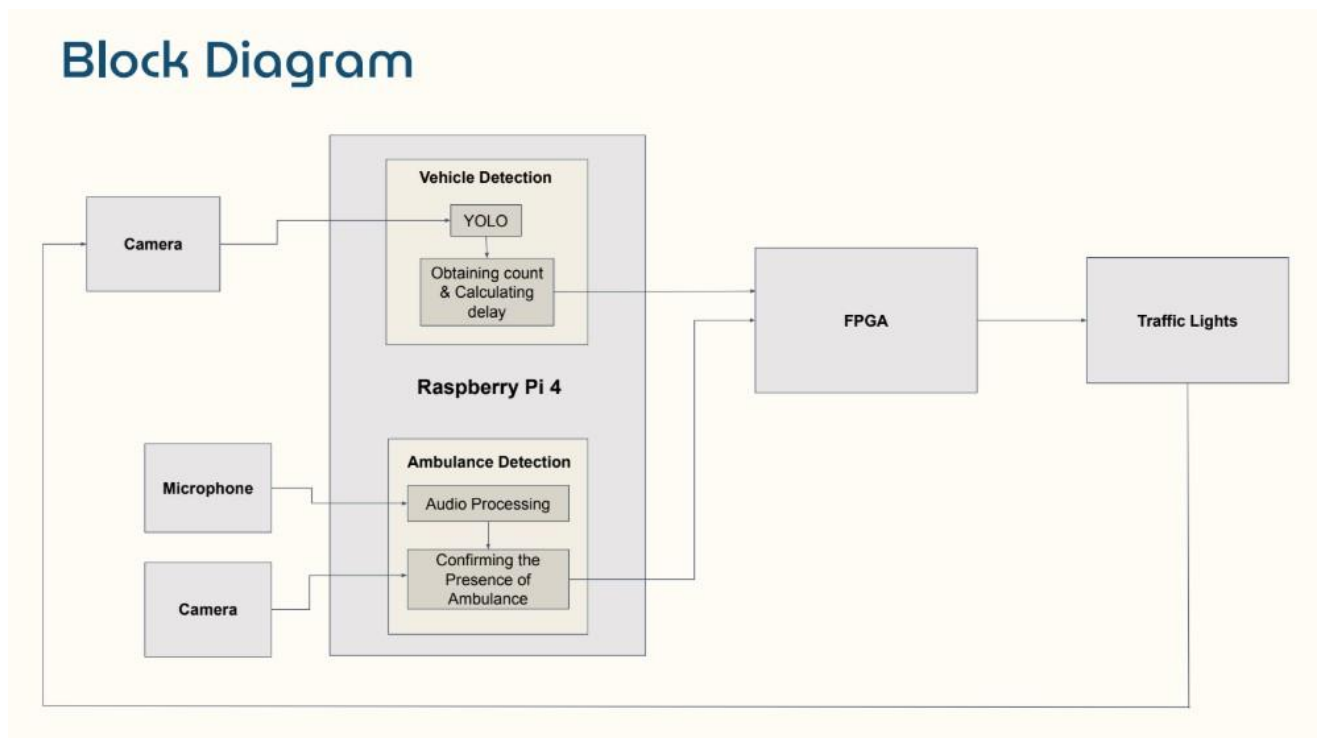 Block Diagram
Vehicle Detection
YOLO
Camera
Obtaining count
& Calculating
delay
FPGA
Traffic Lights
Raspberry Pi 4
Ambulance Detection
Microphone
Audio Processing
Confirming the
Presence of
Ambulance
Camera